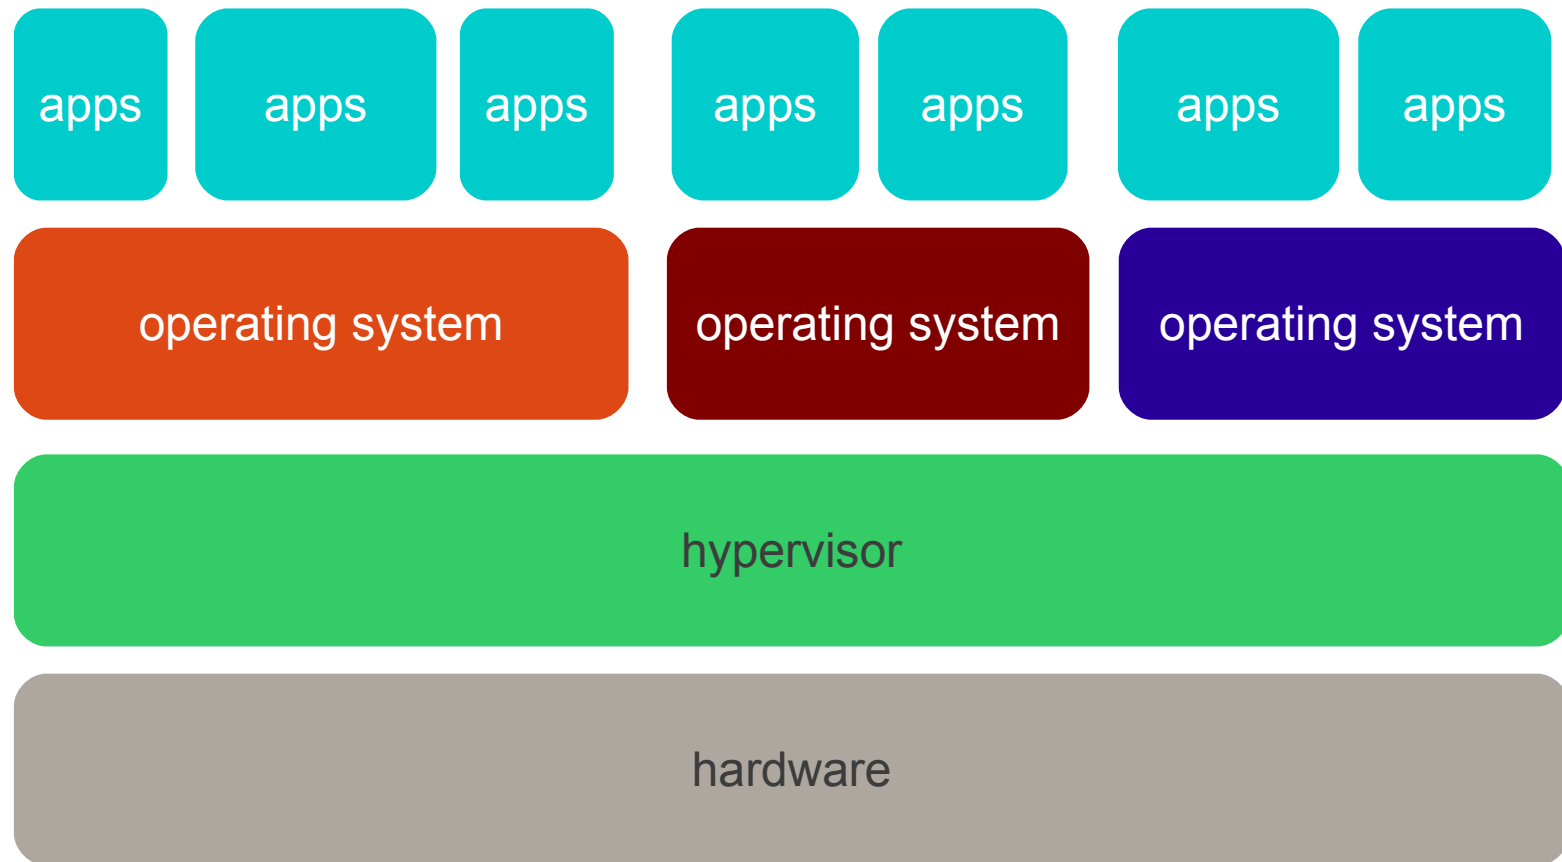 apps
apps
apps
apps
apps
apps
apps
operating system
operating system
operating system
hypervisor
hardware